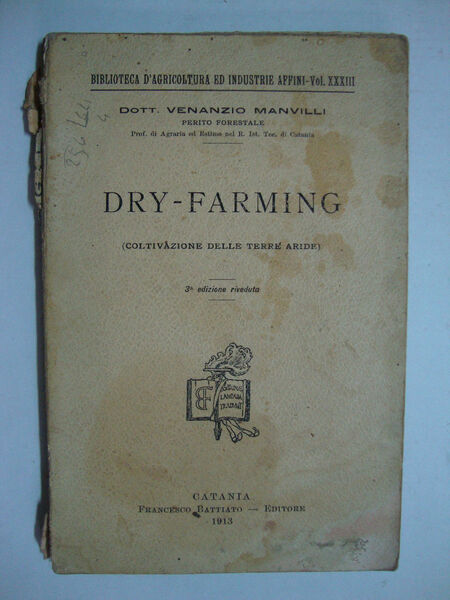 BIBLIOTECA D'AGRICOLTURA ED INDUSTRIE AFFINI-Vol. XXXIII
DOTT. VENANZIO MANVILLI
PERITO FORESTALE
Prof. di Agraria ed Estimo nel R. Ist. Tec. di Catania
DRY-FARMING
(COLTIVAZIONE DELLE TERRE ARIDE)
3ª edizione riveduta
CATANIA
FRANCESCO BATTIATO — EDITORE
1913